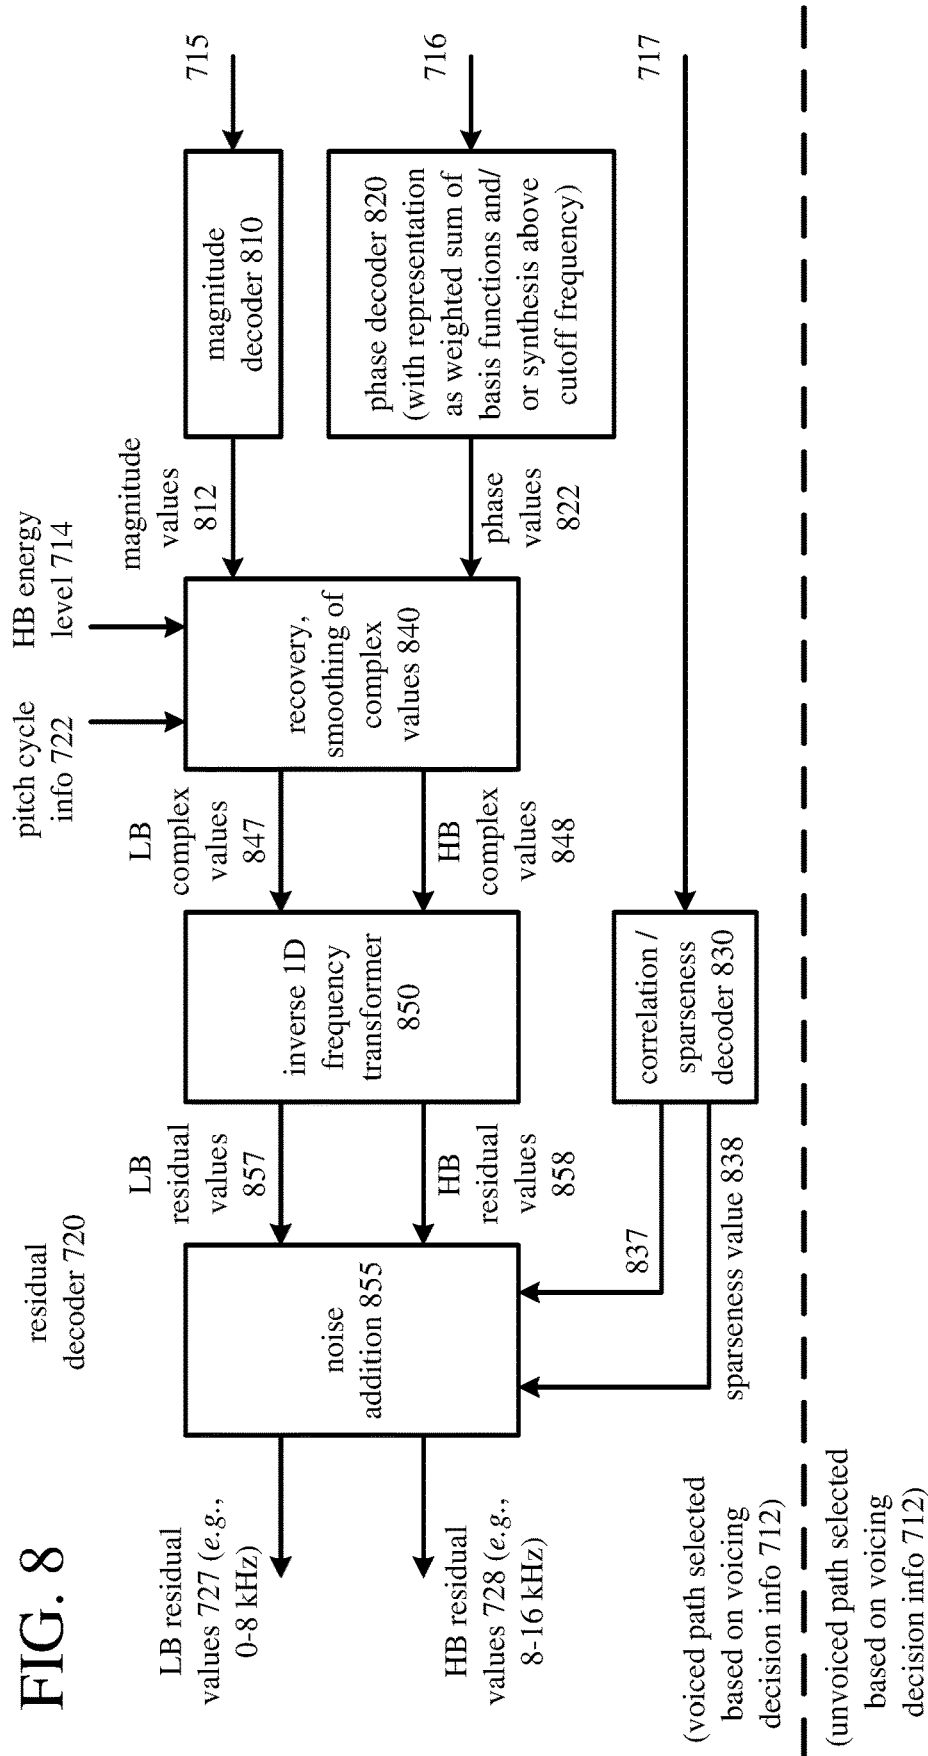 FIG. 8
residual
decoder 720
pitch cycle
info 722
HB energy
level 714
LB residual
values 727 (e.g.,
0-8 kHz)
HB residual
values 728 (e.g.,
8-16 kHz)
noise
addition 855
LB
residual
values
857
HB
residual
values
858
inverse 1D
frequency
transformer
850
LB
complex
values
847
HB
complex
values
848
recovery,
smoothing of
complex
values 840
magnitude
values
812
phase
values
822
magnitude
decoder 810
715
phase decoder 820
(with representation
as weighted sum of
basis functions and/
or synthesis above
cutoff frequency)
716
837
sparseness value 838
correlation /
sparseness
decoder 830
717
(voiced path selected
based on voicing
decision info 712)
(unvoiced path selected
based on voicing
decision info 712)